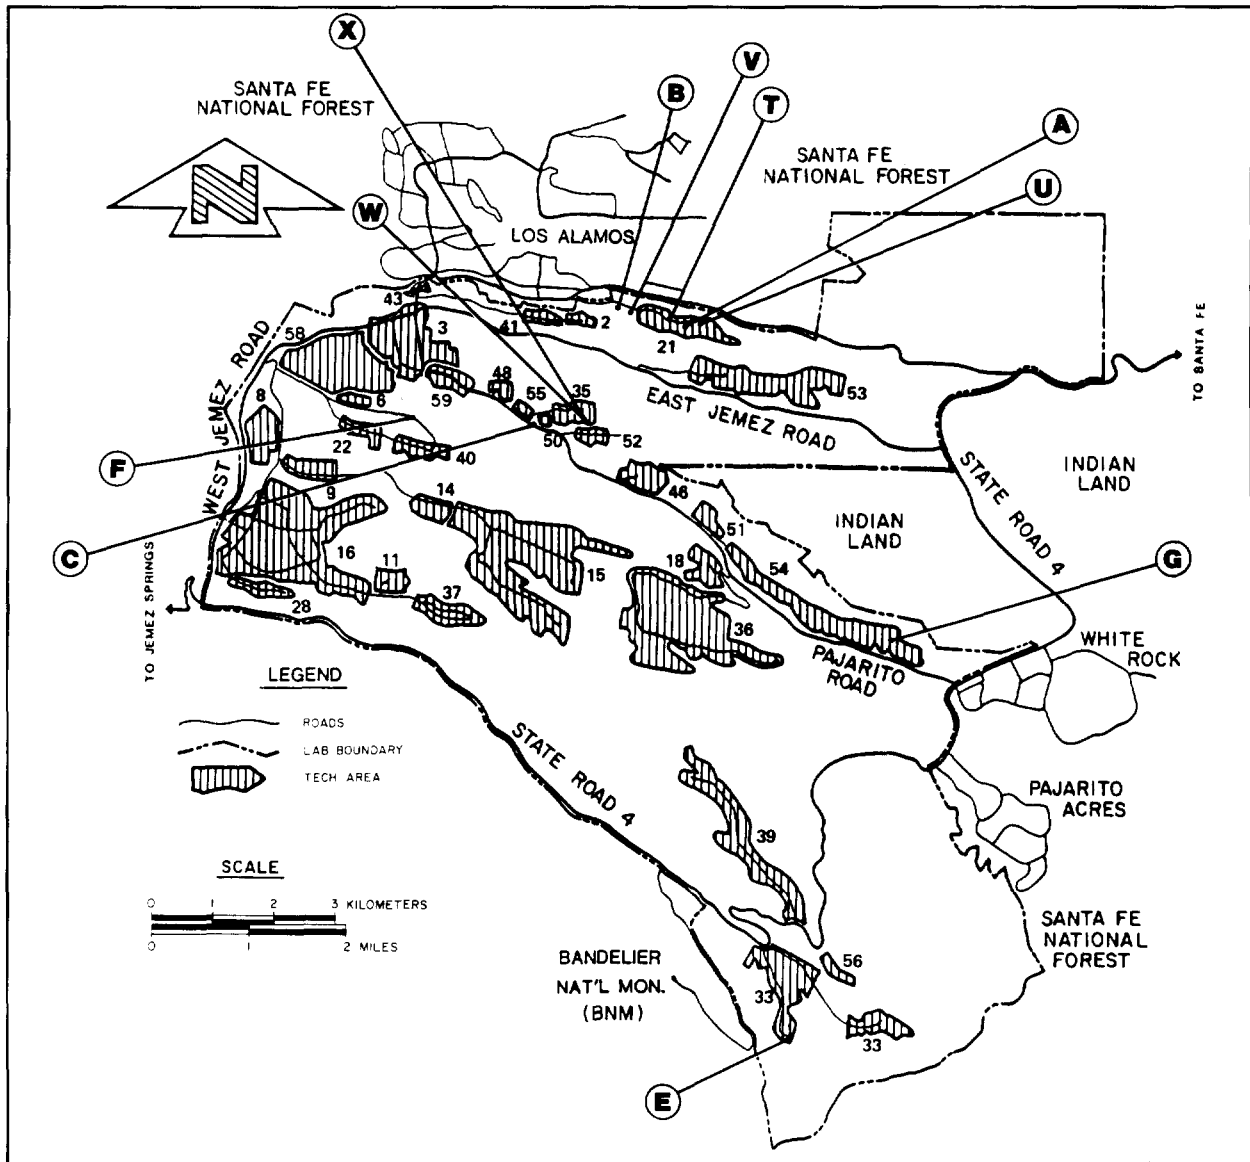 X
V
B
T
A
U
W
SANTA FE
NATIONAL FOREST
SANTA FE
NATIONAL FOREST
N
LOS ALAMOS
43
58
3
41
2
21
WEST JEMEZ ROAD
TO SANTA FE
8
6
59
48
55
35
53
EAST JEMEZ ROAD
50
52
22
40
F
9
14
46
STATE ROAD 4
INDIAN
LAND
51
INDIAN
LAND
C
16
11
15
18
54
G
28
37
36
TO JEMEZ SPRINGS
PAJARITO
ROAD
WHITE
ROCK
LEGEND
ROADS
LAB BOUNDARY
TECH AREA
STATE ROAD 4
PAJARITO
ACRES
39
SCALE
0 1 2 3 KILOMETERS
0 1 2 MILES
SANTA FE
NATIONAL
FOREST
BANDELIER
NAT'L MON.
(BNM)
56
33
33
E